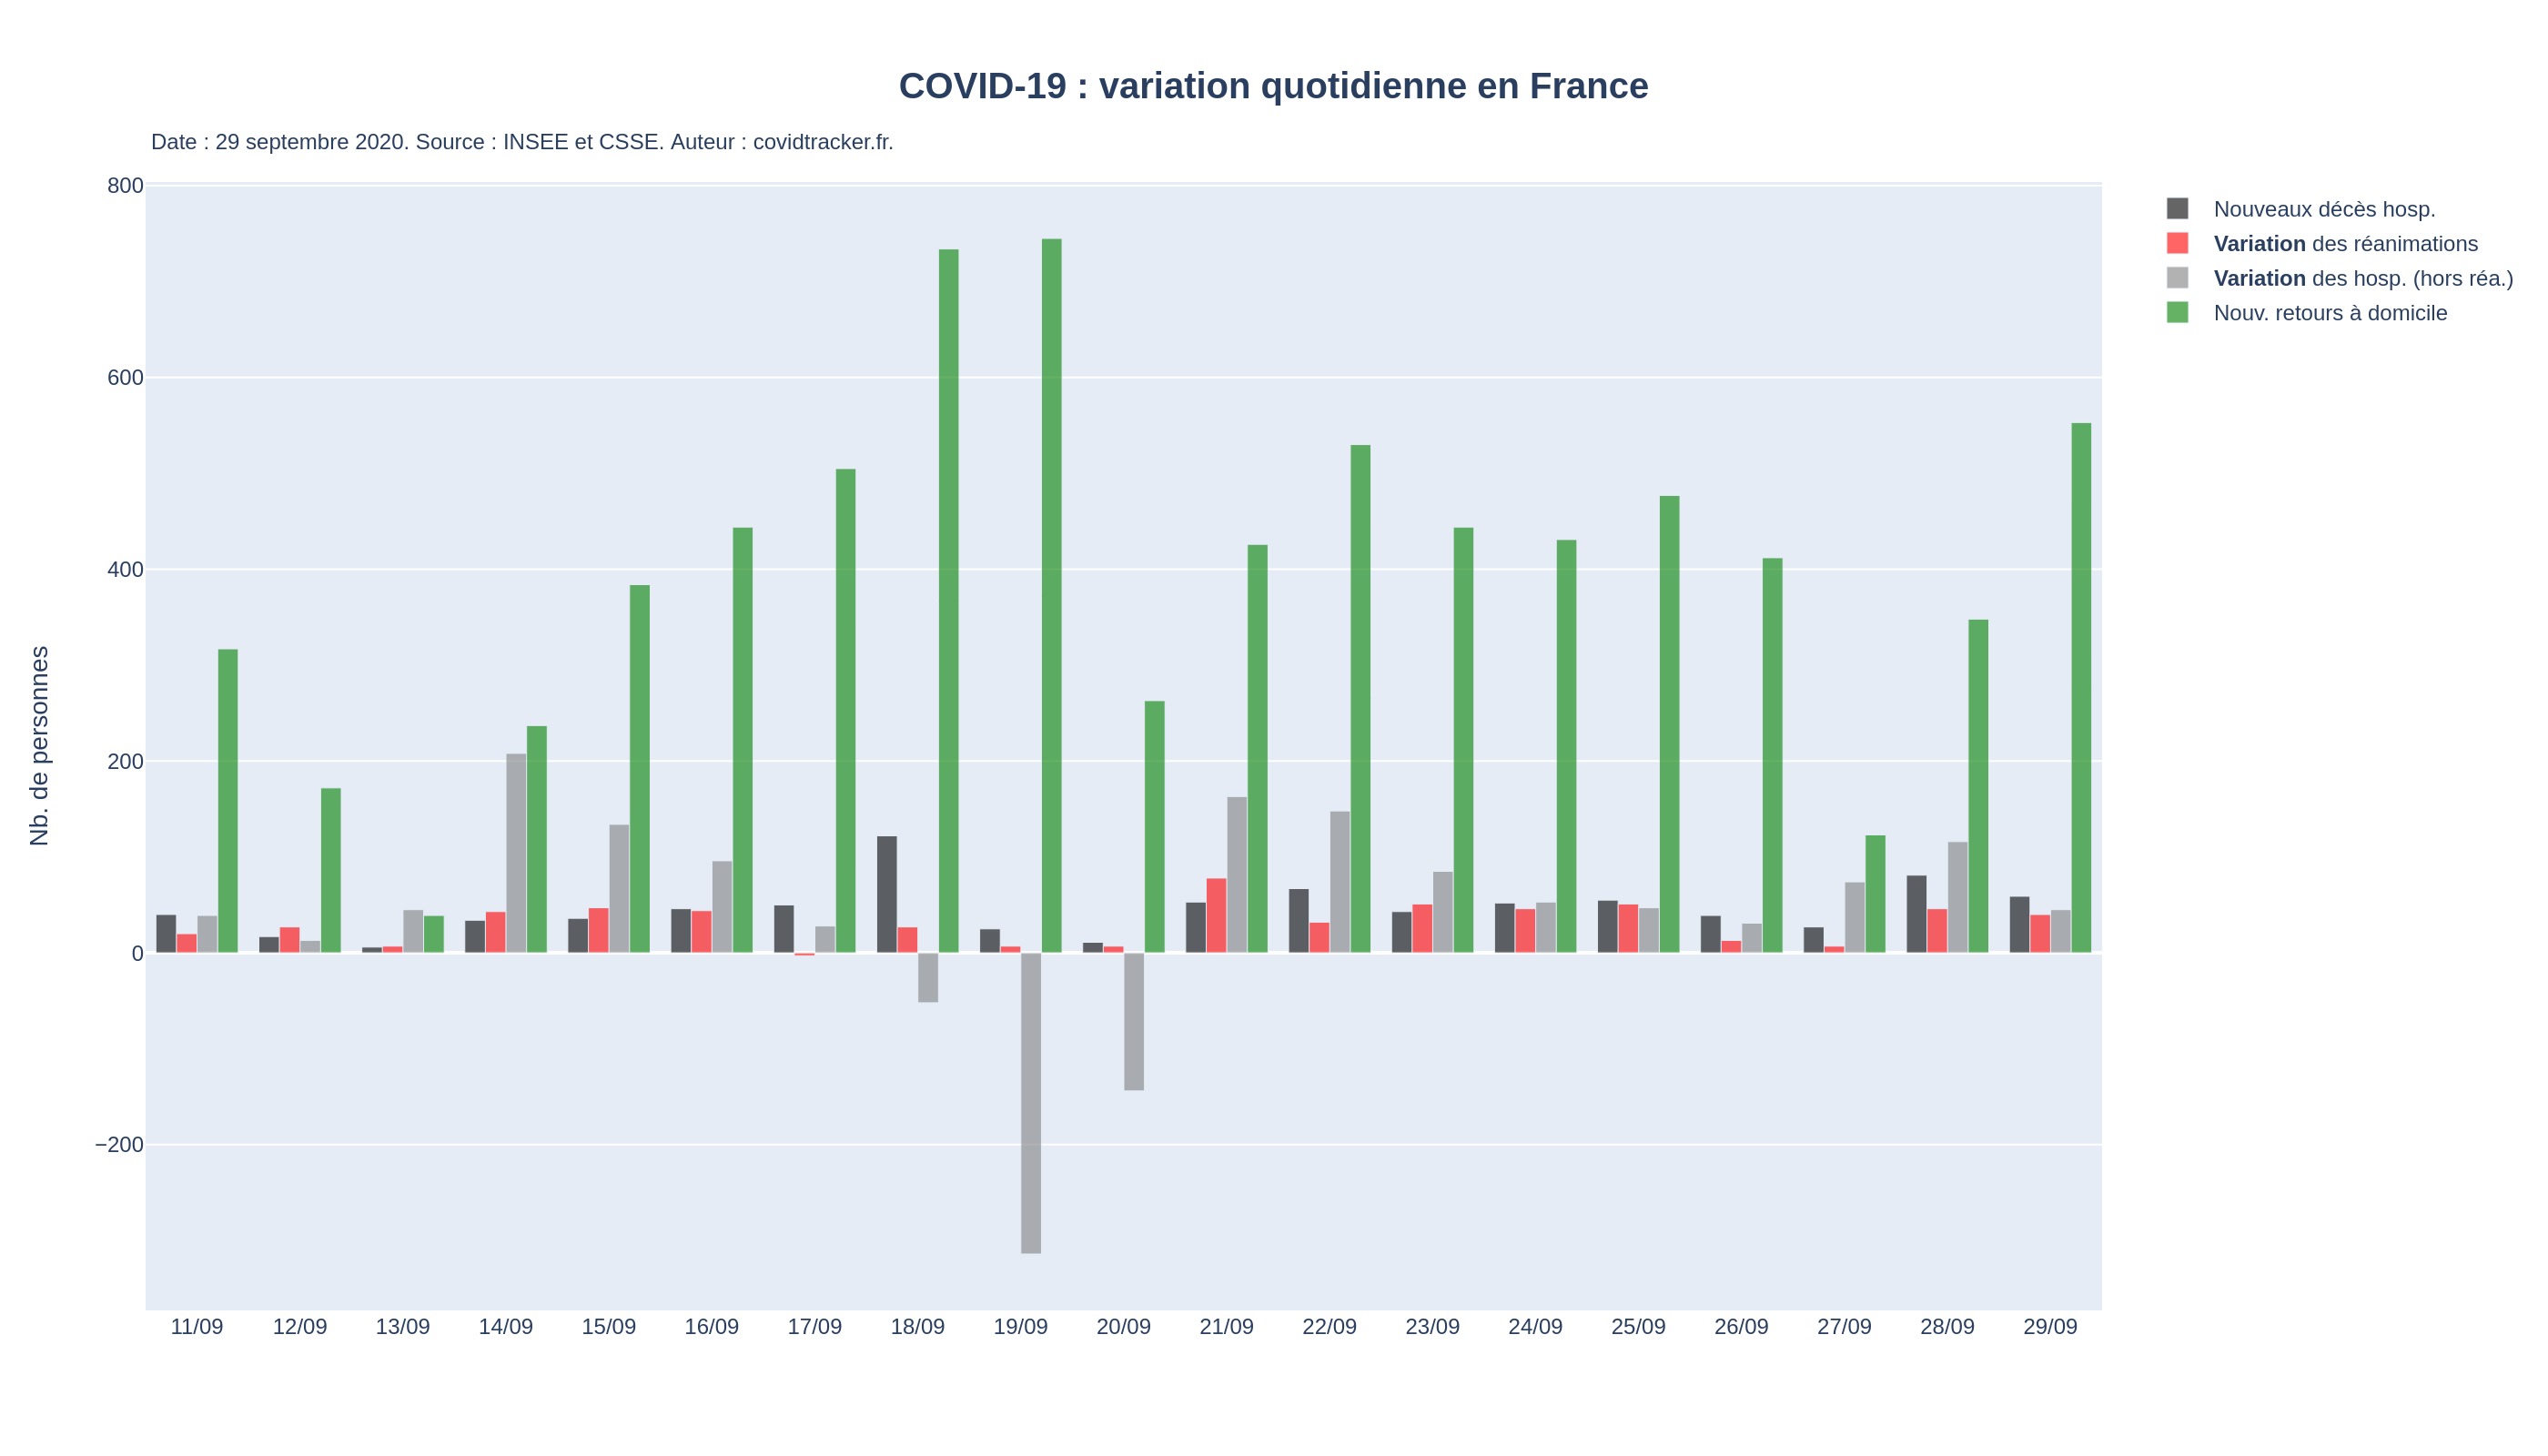 COVID-19 : variation quotidienne en France
Date : 29 septembre 2020. Source : INSEE et CSSE. Auteur : covidtracker.fr.
Nb. de personnes
800
600
400
200
0
−200
11/09 12/09 13/09 14/09 15/09 16/09 17/09 18/09 19/09 20/09 21/09 22/09 23/09 24/09 25/09 26/09 27/09 28/09 29/09
Nouveaux décès hosp.
Variation des réanimations
Variation des hosp. (hors réa.)
Nouv. retours à domicile